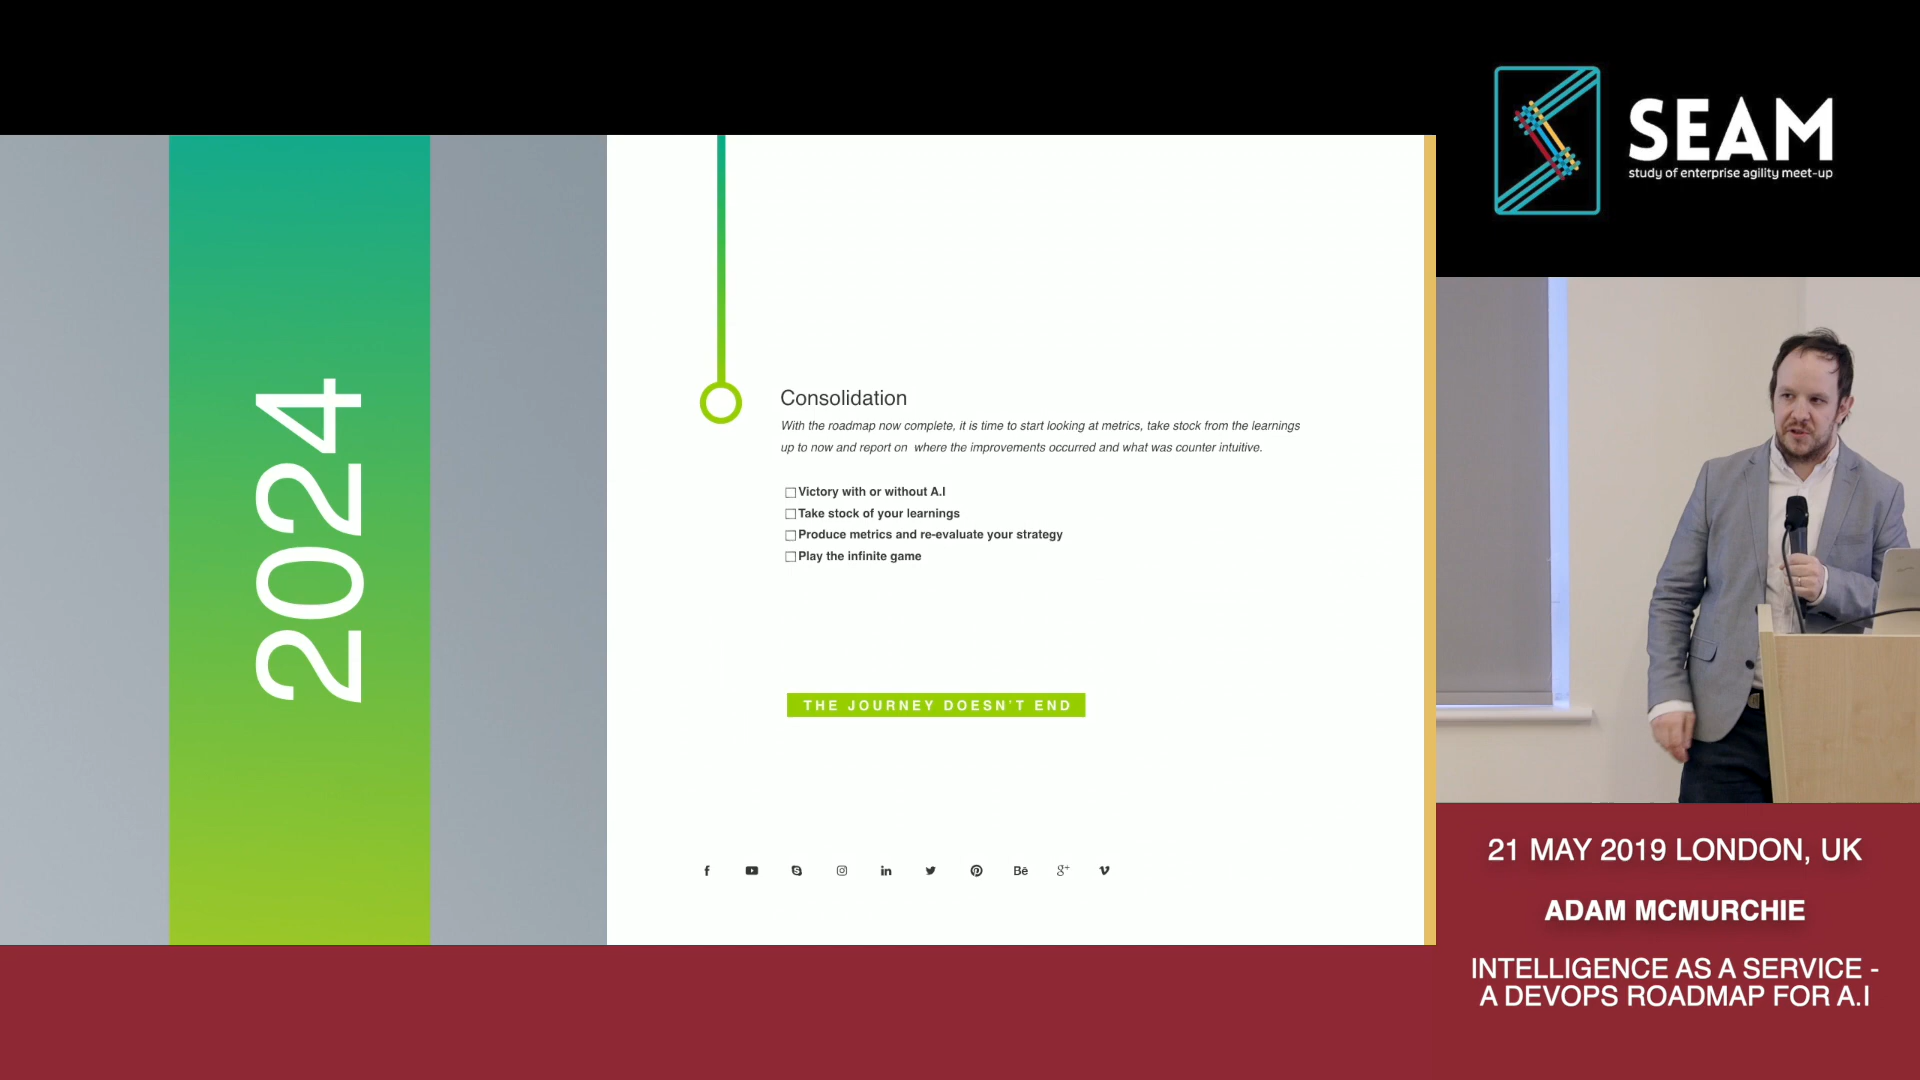 2024
Consolidation
With the roadmap now complete, it is time to start looking at metrics, take stock from the learnings
up to now and report on where the improvements occurred and what was counter intuitive.
Victory with or without A.I
Take stock of your learnings
Produce metrics and re-evaluate your strategy
Play the infinite game
THE JOURNEY DOESN'T END
SEAM
study of enterprise agility meet-up
21 MAY 2019 LONDON, UK
ADAM MCMURCHIE
INTELLIGENCE AS A SERVICE -
A DEVOPS ROADMAP FOR A.I